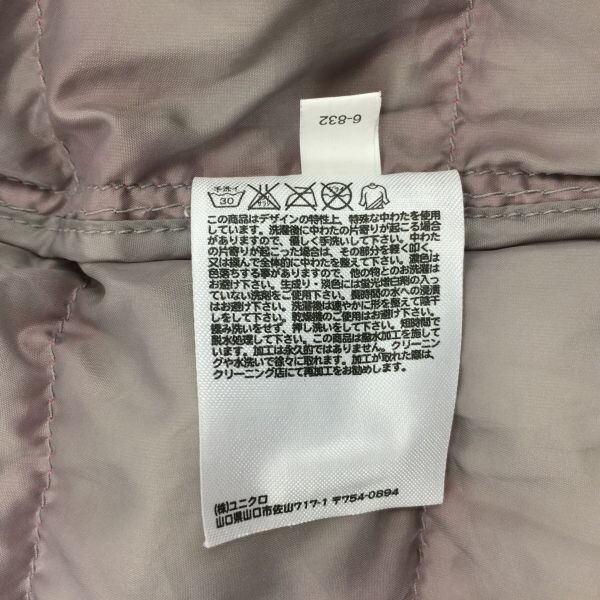 6-832
手洗イ
30
この商品はデザインの特性上、特殊な中わたを使用
しています。洗濯後に中わたの片寄りが起こる場合
がありますので、優しく手洗いして下さい。中わた
の片寄りが起こった場合は、その部分を軽く叩く、
又は揉んで全体的に中わたを整えて下さい。濃色は
色落ちする事がありますので、他の物とのお洗濯は
お避け下さい。生成り・淡色は蛍光増白剤の入っ
ていない洗剤をご使用下さい。長時間の水への浸漬
はお避け下さい。洗濯後は速やかに形を整えて陰干
しをして下さい。乾燥機のご使用はお避け下さい。
揉み洗いをせず、押し洗いをして下さい。短時間で
脱水処理して下さい。この商品は撥水加工を施して
います。加工は永久的ではありません。クリーニン
グや水洗いで徐々に取れます。加工が取れた際は、
クリーニング店にて再加工をお勧めします。
(株)ユニクロ
山口県山口市佐山717-1 〒754-0894